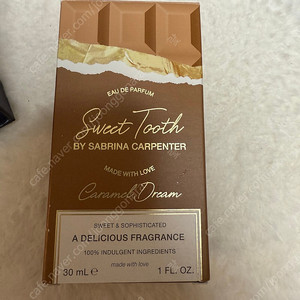 EAU DE PARFUM
Sweet Tooth
BY SABRINA CARPENTER
MADE WITH LOVE
Caramel Dream
SWEET & SOPHISTICATED
A DELICIOUS FRAGRANCE
100% INDULGENT INGREDIENTS
made with love
30 mL e 1 FL. OZ.